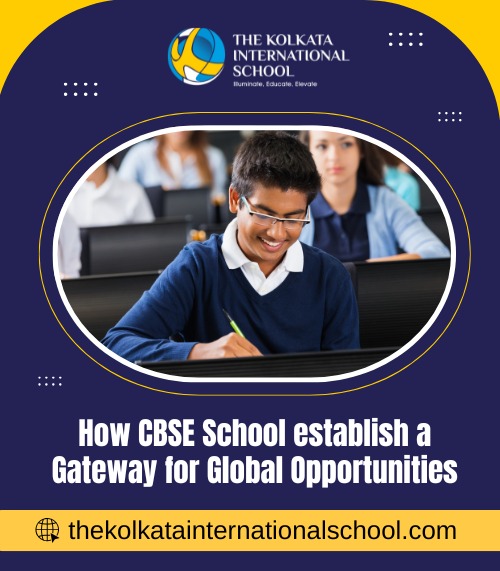 THE KOLKATA
INTERNATIONAL
SCHOOL
Illuminate, Educate, Elevate
How CBSE School establish a
Gateway for Global Opportunities
thekolkatainternationalschool.com